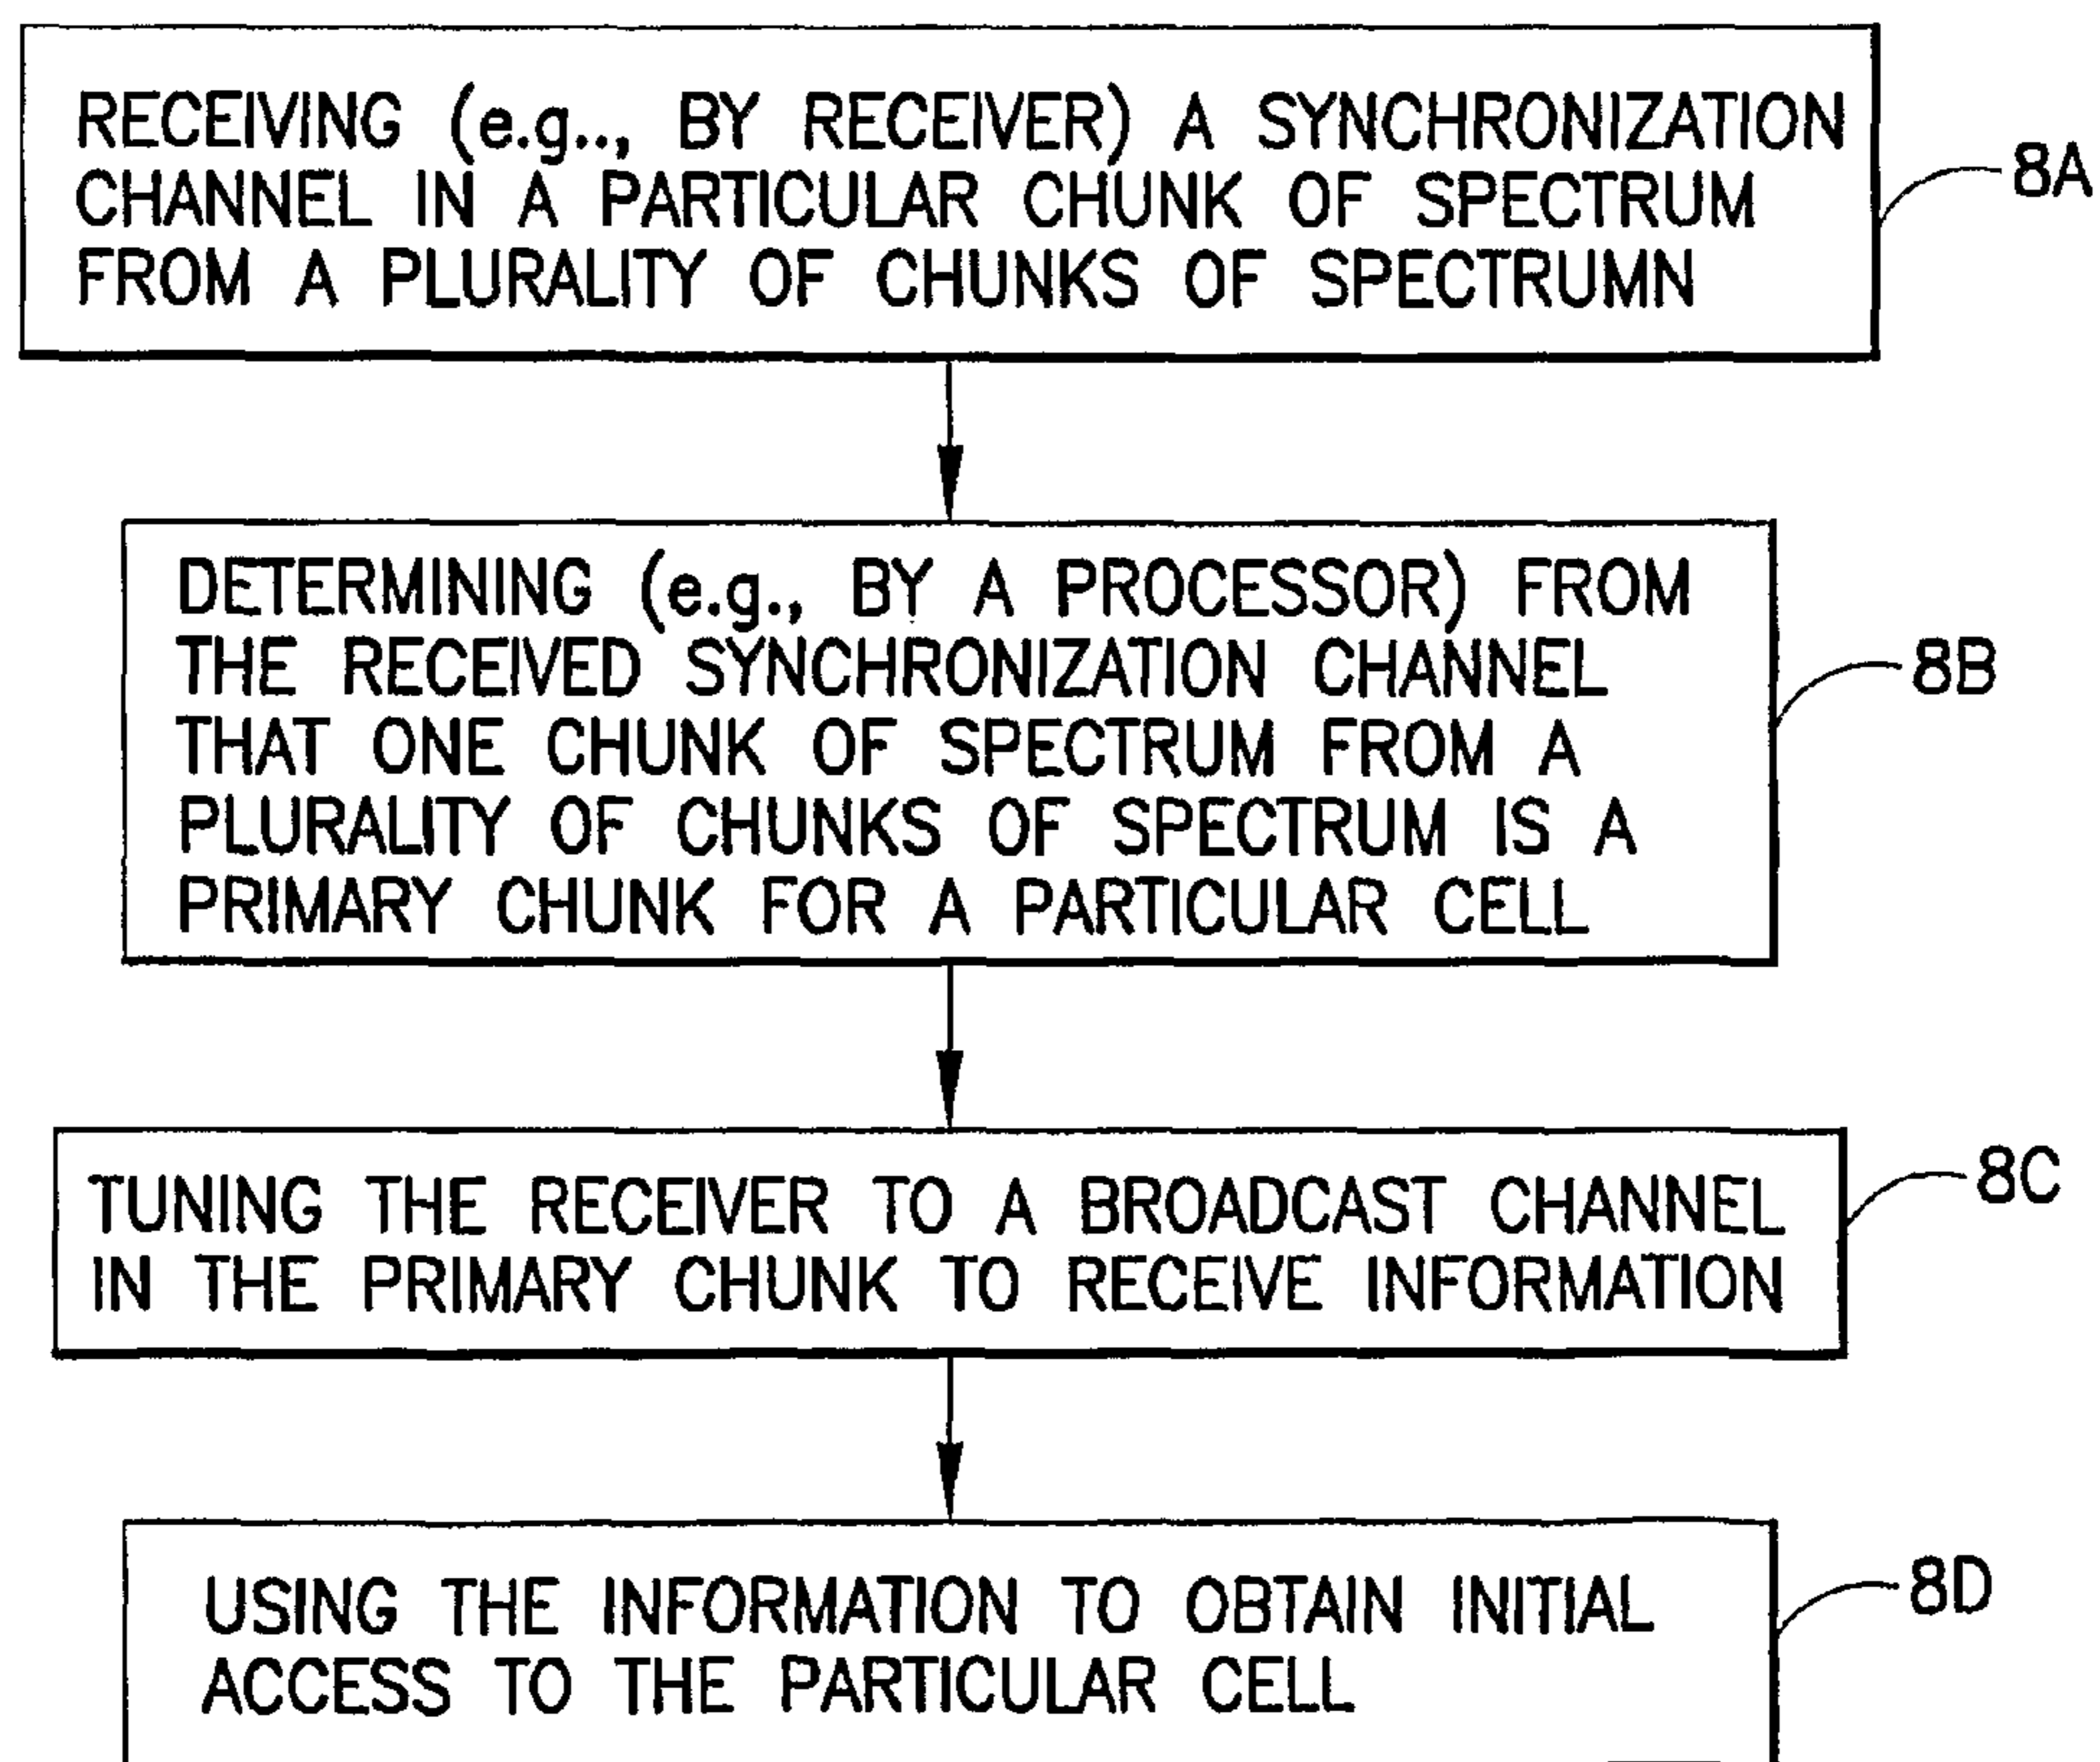 RECEIVING (e.g.., BY RECEIVER) A SYNCHRONIZATION
CHANNEL IN A PARTICULAR CHUNK OF SPECTRUM
FROM A PLURALITY OF CHUNKS OF SPECTRUMN
8A
DETERMINING (e.g., BY A PROCESSOR) FROM
THE RECEIVED SYNCHRONIZATION CHANNEL
THAT ONE CHUNK OF SPECTRUM FROM A
PLURALITY OF CHUNKS OF SPECTRUM IS A
PRIMARY CHUNK FOR A PARTICULAR CELL
8B
TUNING THE RECEIVER TO A BROADCAST CHANNEL
IN THE PRIMARY CHUNK TO RECEIVE INFORMATION
8C
USING THE INFORMATION TO OBTAIN INITIAL
ACCESS TO THE PARTICULAR CELL
8D